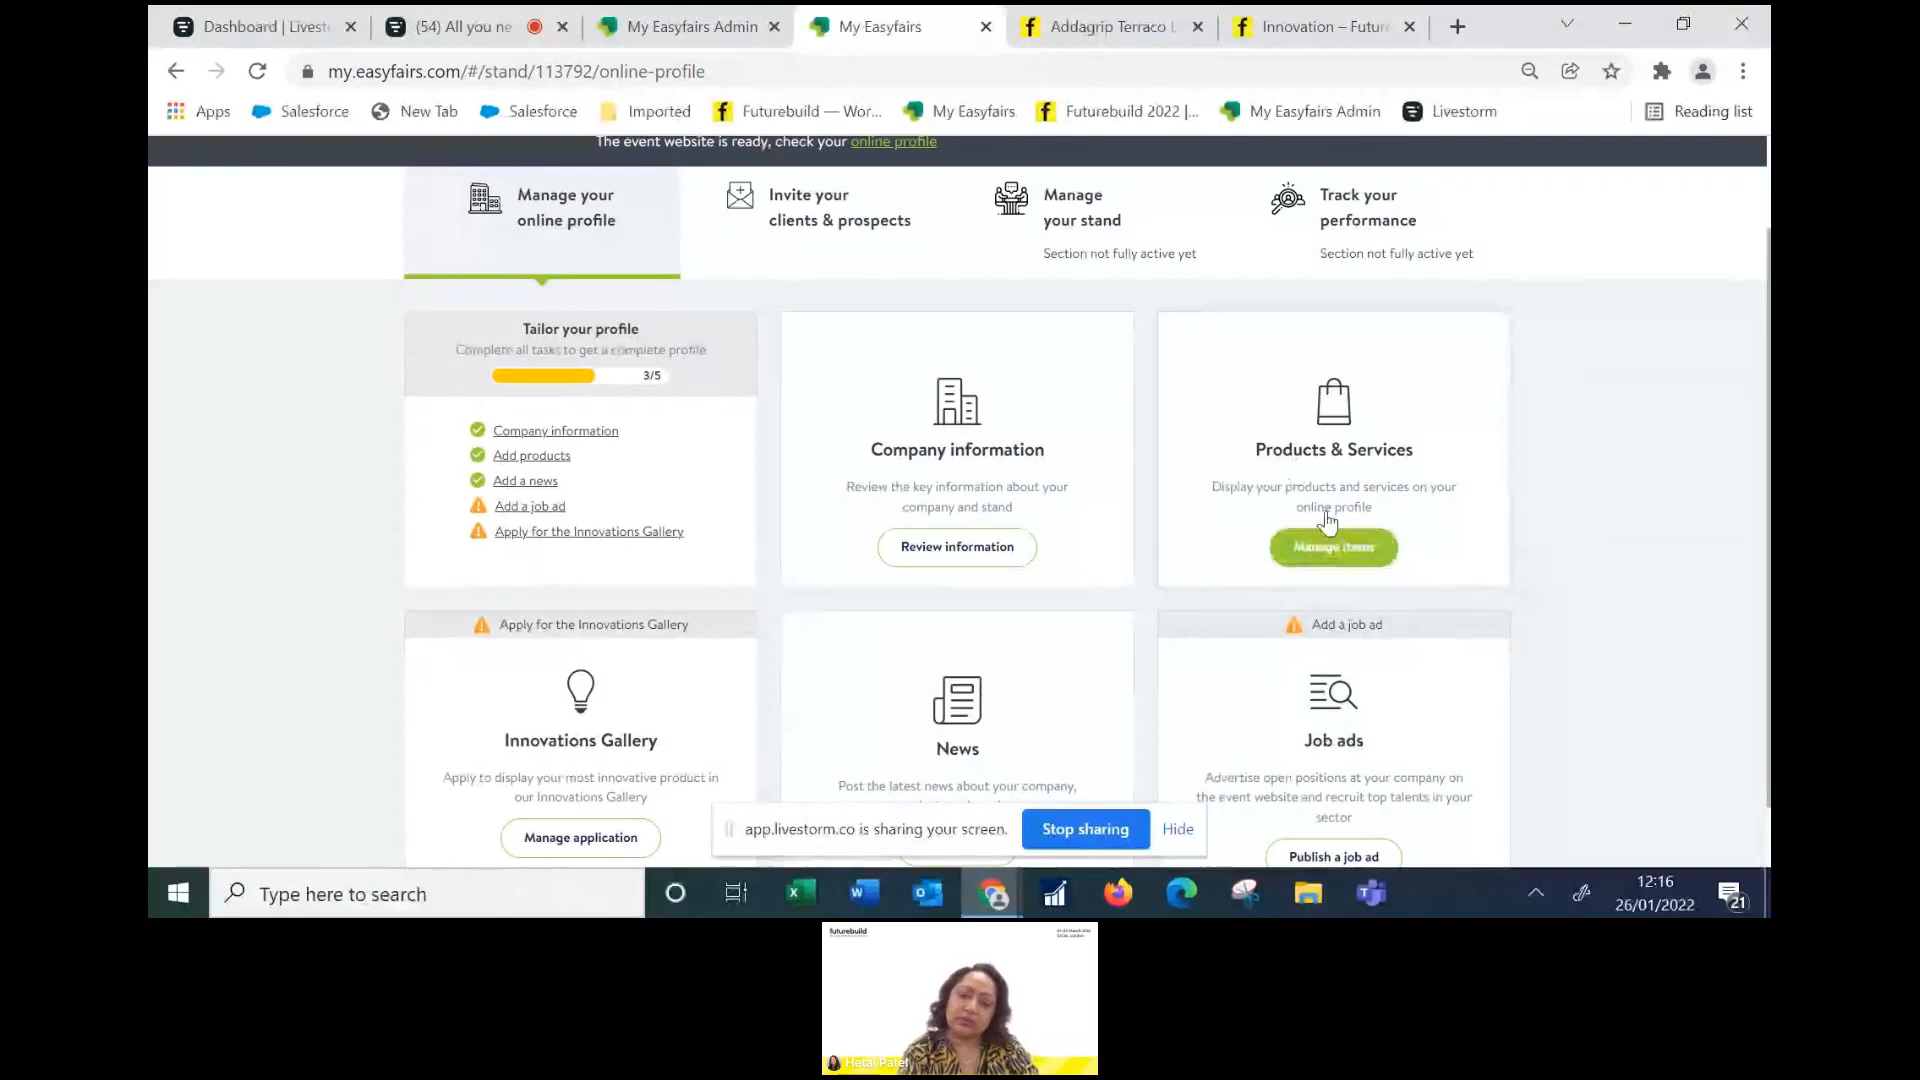 Dashboard | Livest
(54) All you ne
My Easyfairs Admin
My Easyfairs
Addagrip Terraco L
Innovation – Futur
my.easyfairs.com/#/stand/113792/online-profile
Apps
Salesforce
New Tab
Salesforce
Imported
Futurebuild — Wor...
My Easyfairs
Futurebuild 2022 |...
My Easyfairs Admin
Livestorm
Reading list
The event website is ready, check your online profile
Manage your
online profile
Invite your
clients & prospects
Manage
your stand
Section not fully active yet
Track your
performance
Section not fully active yet
Tailor your profile
Complete all tasks to get a complete profile
3/5
Company information
Add products
Add a news
Add a job ad
Apply for the Innovations Gallery
Company information
Review the key information about your
company and stand
Review information
Products & Services
Display your products and services on your
online profile
Manage items
Apply for the Innovations Gallery
Innovations Gallery
Apply to display your most innovative product in
our Innovations Gallery
Manage application
News
Post the latest news about your company,
Add a job ad
Job ads
Advertise open positions at your company on
the event website and recruit top talents in your
sector
Publish a job ad
app.livestorm.co is sharing your screen.
Stop sharing
Hide
Type here to search
12:16
26/01/2022
21
futurebuild
Hetal Patel